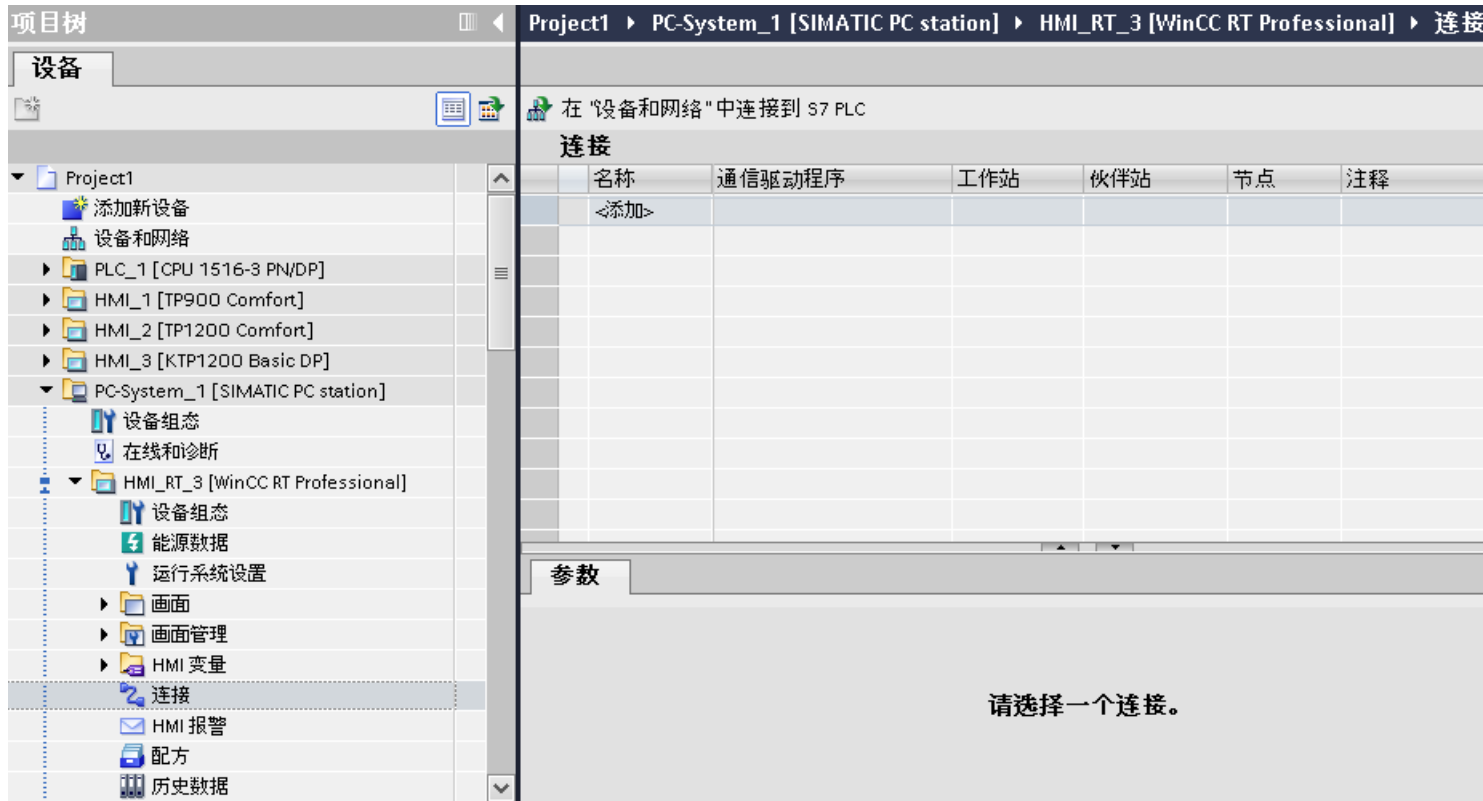 项目树
设备
Project1
添加新设备
设备和网络
PLC_1 [CPU 1516-3 PN/DP]
HMI_1 [TP900 Comfort]
HMI_2 [TP1200 Comfort]
HMI_3 [KTP1200 Basic DP]
PC-System_1 [SIMATIC PC station]
设备组态
在线和诊断
HMI_RT_3 [WinCC RT Professional]
设备组态
能源数据
运行系统设置
画面
画面管理
HMI 变量
连接
HMI 报警
配方
历史数据
Project1 ▸ PC-System_1 [SIMATIC PC station] ▸ HMI_RT_3 [WinCC RT Professional] ▸ 连接
在 "设备和网络" 中连接到 S7 PLC
连接
名称 通信驱动程序 工作站 伙伴站 节点 注释
<添加>
参数
请选择一个连接。